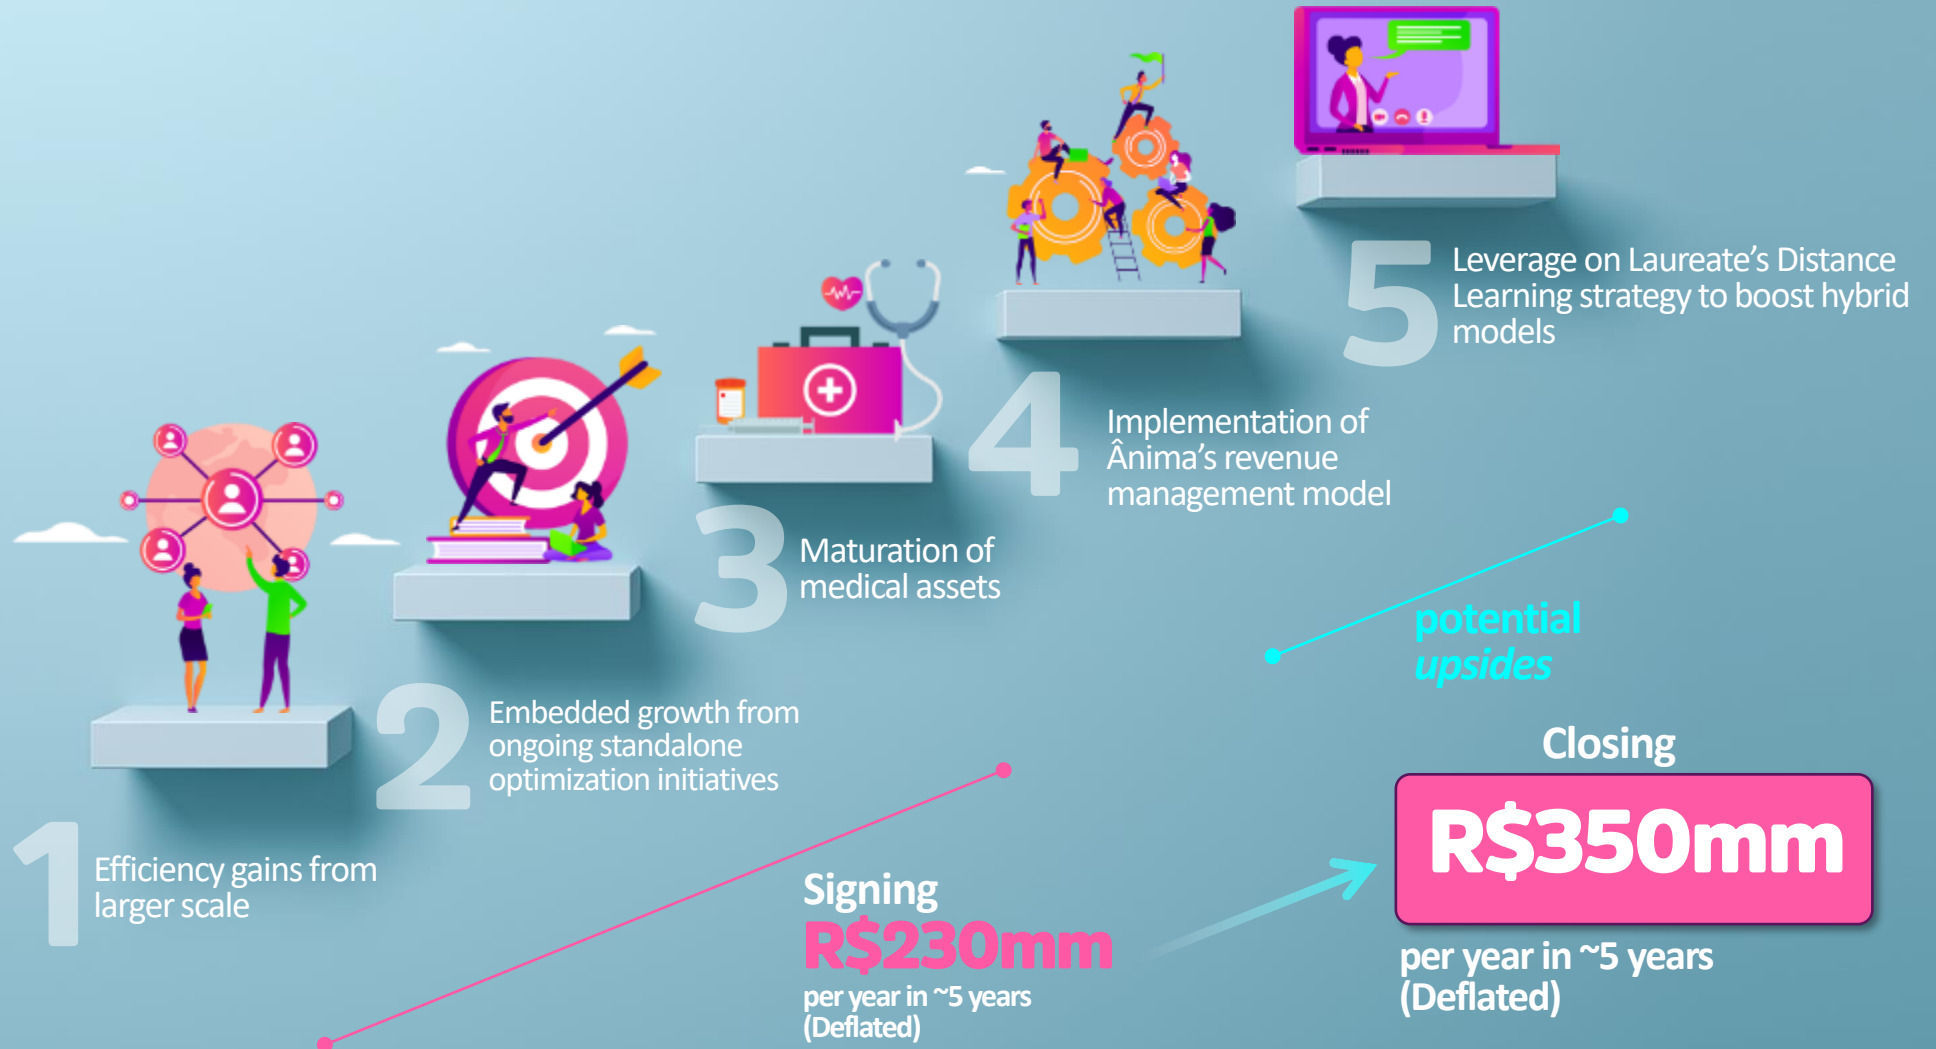 1
Efficiency gains from
larger scale
2
Embedded growth from
ongoing standalone
optimization initiatives
3
Maturation of
medical assets
4
Implementation of
Ânima’s revenue
management model
5
Leverage on Laureate’s Distance
Learning strategy to boost hybrid
models
potential
upsides
Signing
R$230mm
per year in ~5 years
(Deflated)
Closing
R$350mm
per year in ~5 years
(Deflated)